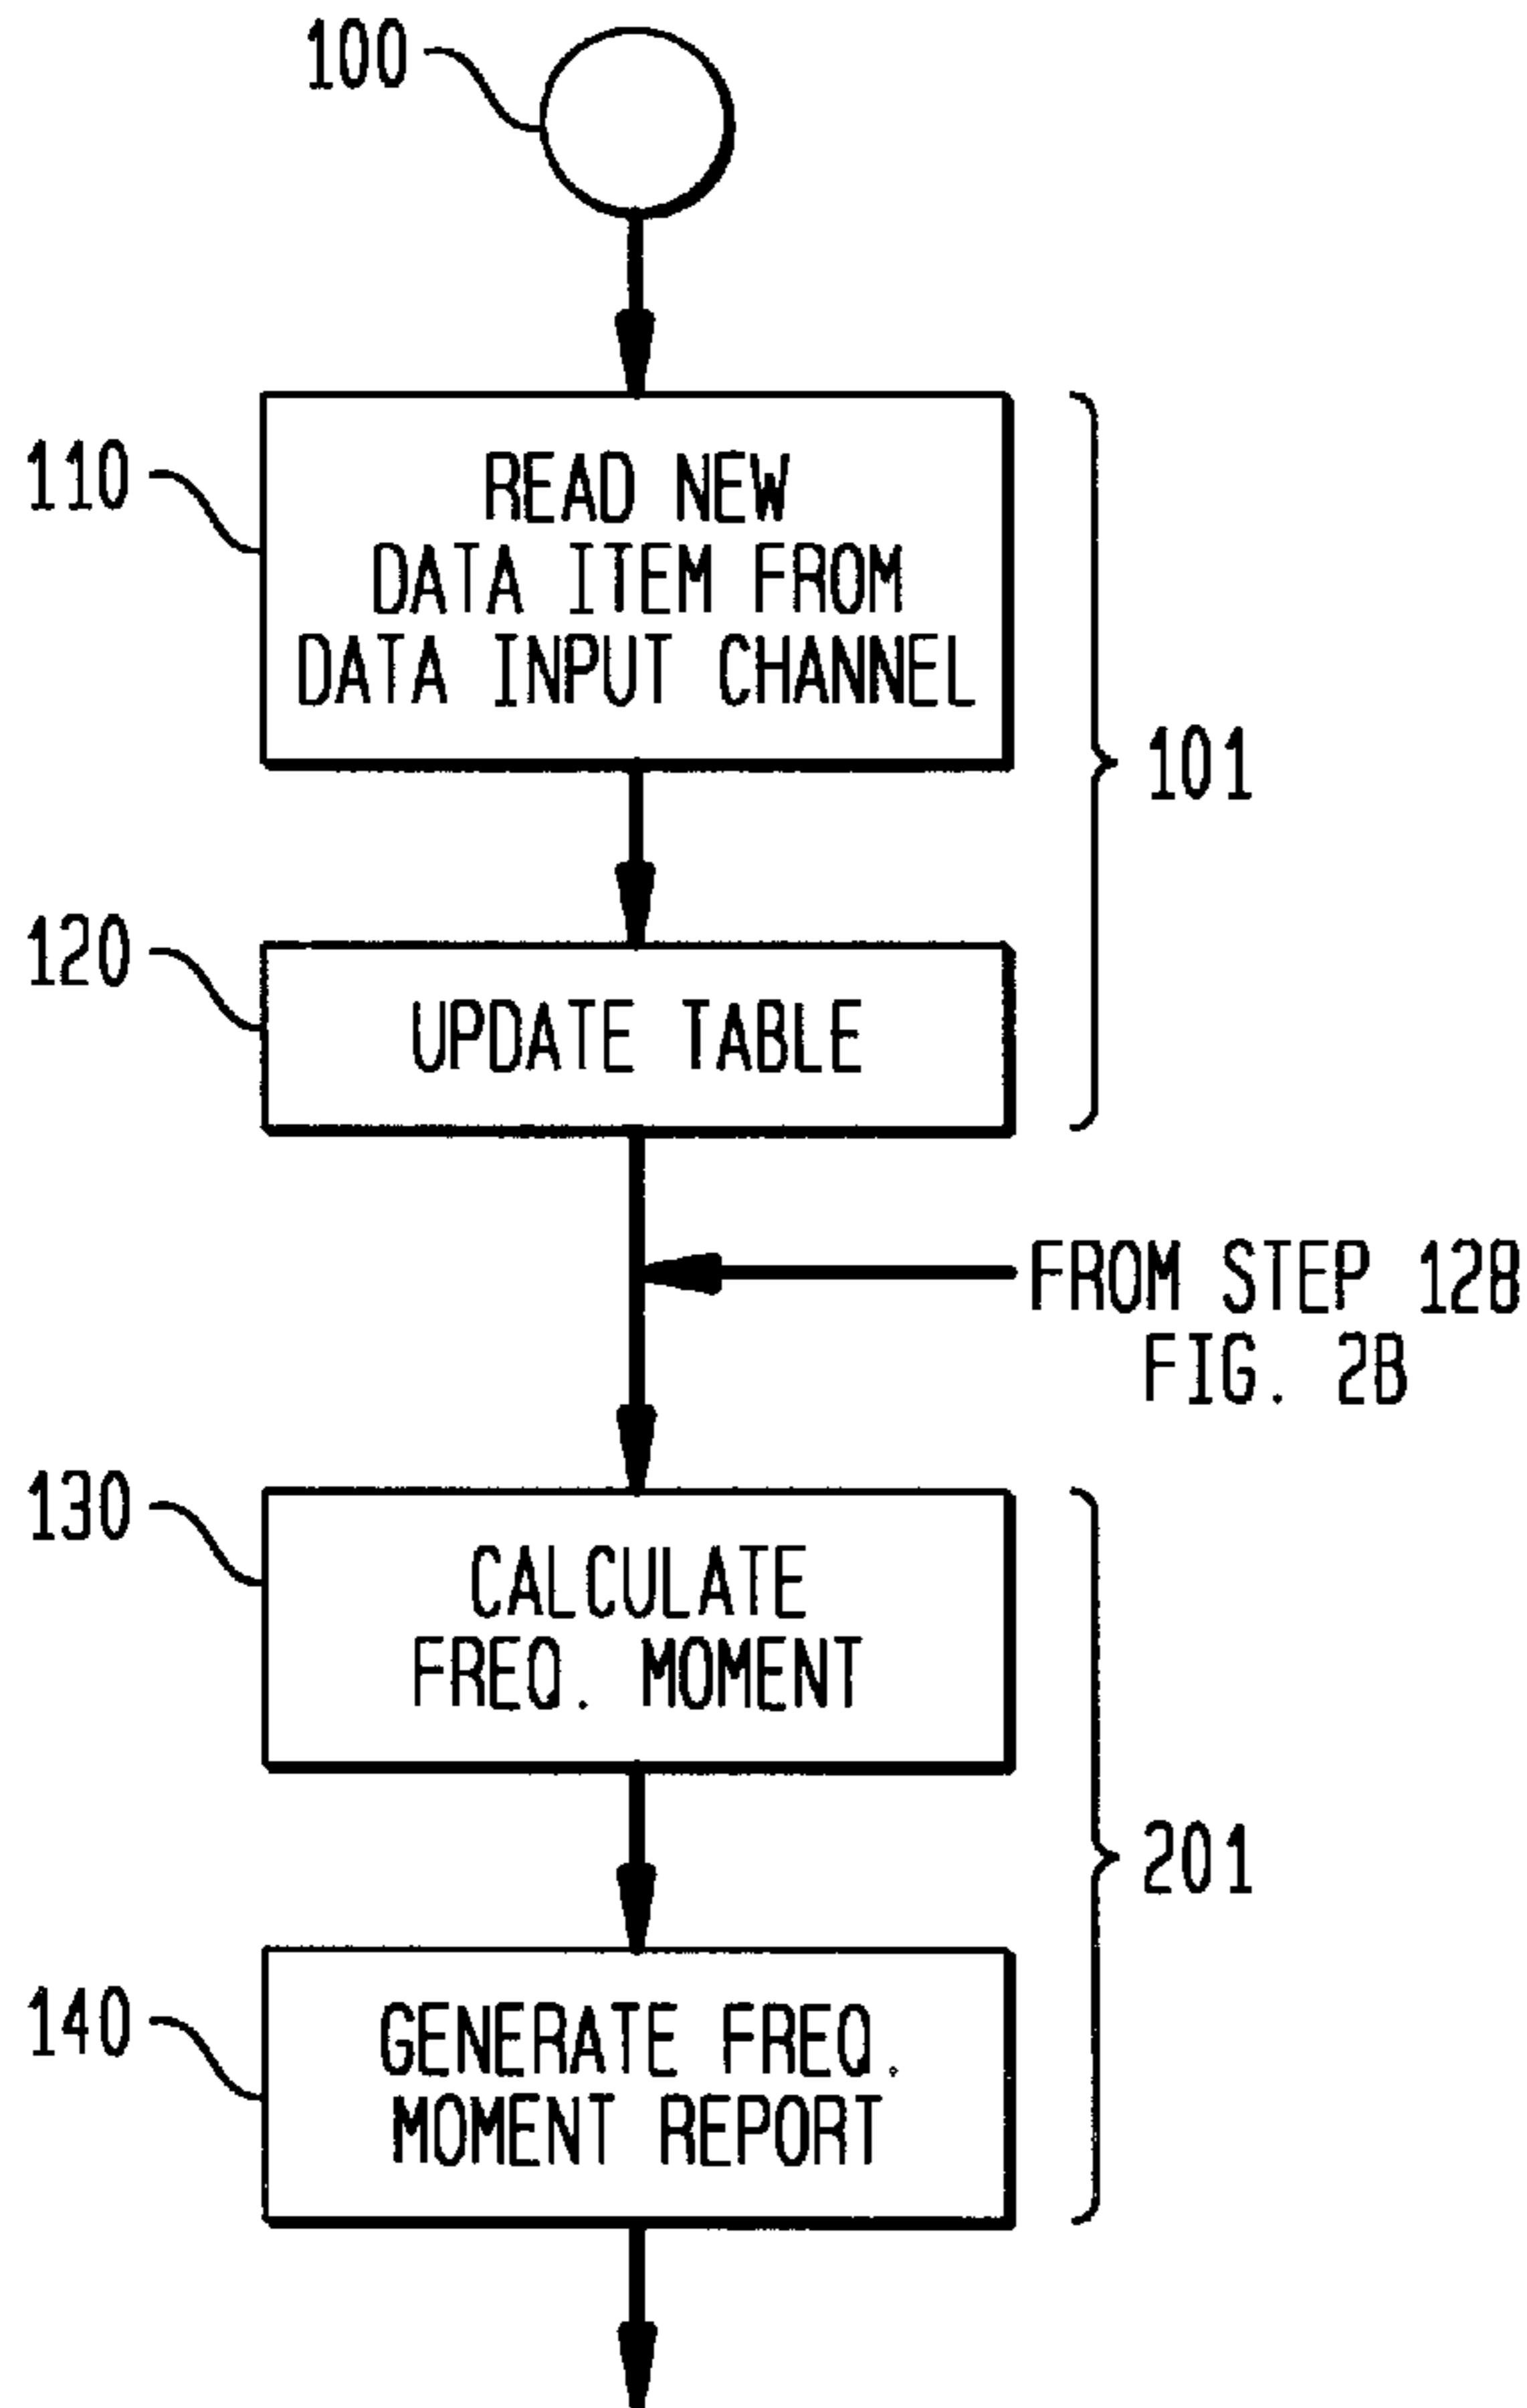 100
110
READ NEW
DATA ITEM FROM
DATA INPUT CHANNEL
101
120
UPDATE TABLE
FROM STEP 128
FIG. 2B
130
CALCULATE
FREQ. MOMENT
201
140
GENERATE FREQ.
MOMENT REPORT